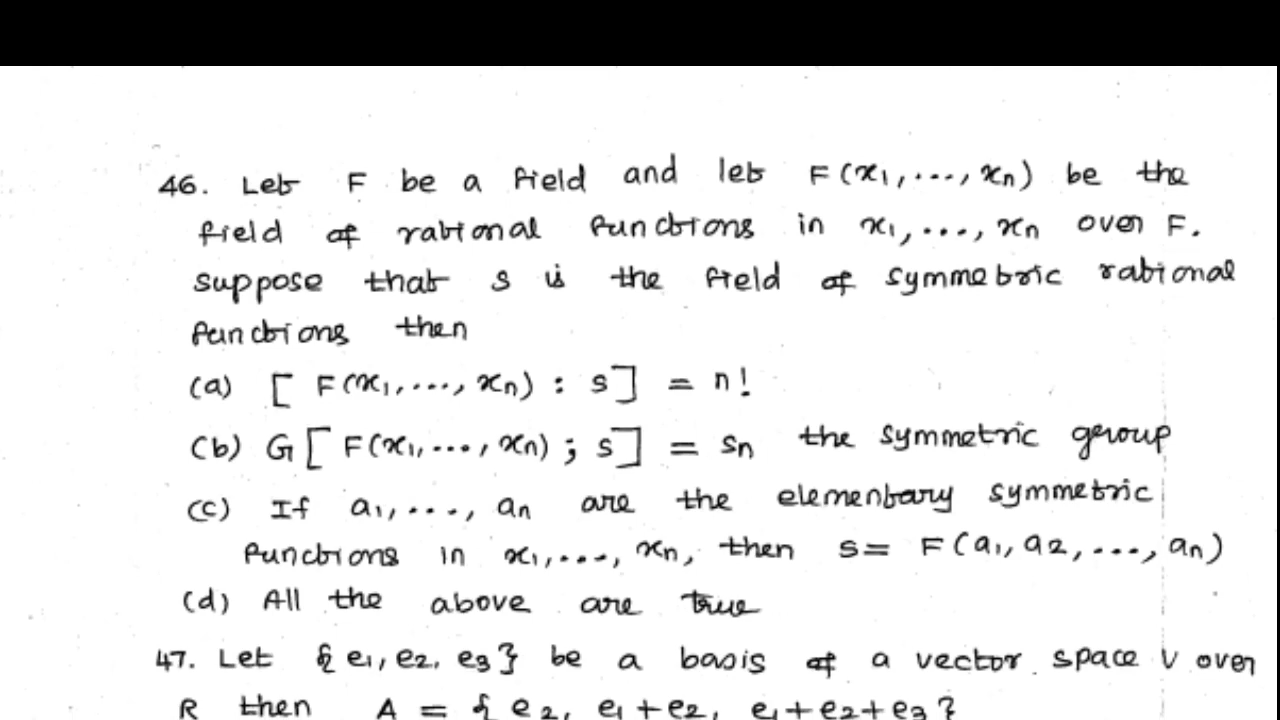 46. Let F be a field and let F(x1,..., xn) be the
field of rational functions in x1,..., xn over F.
suppose that s is the field of symmetric rational
functions then
(a) [ F(x1,..., xn) : s] = n!
(b) G[ F(x1,..., xn) ; s] = sn the symmetric group
(c) If a1,..., an are the elementary symmetric
functions in x1,..., xn, then s= F(a1, a2, ..., an)
(d) All the above are true
47. Let {e1, e2, e3} be a basis of a vector space V over
R then A = { e2, e1+e2, e1+e2+e3}